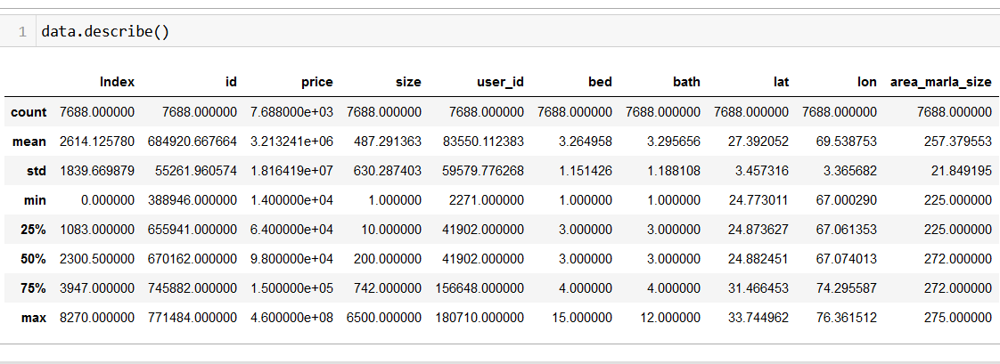 1 data.describe()
Index id price size user_id bed bath lat lon area_marla_size
count 7688.000000 7688.000000 7.688000e+03 7688.000000 7688.000000 7688.000000 7688.000000 7688.000000 7688.000000 7688.000000
mean 2614.125780 684920.667664 3.213241e+06 487.291363 83550.112383 3.264958 3.295656 27.392052 69.538753 257.379553
std 1839.669879 55261.960574 1.816419e+07 630.287403 59579.776268 1.151426 1.188108 3.457316 3.365682 21.849195
min 0.000000 388946.000000 1.400000e+04 1.000000 2271.000000 1.000000 1.000000 24.773011 67.000290 225.000000
25% 1083.000000 655941.000000 6.400000e+04 10.000000 41902.000000 3.000000 3.000000 24.873627 67.061353 225.000000
50% 2300.500000 670162.000000 9.800000e+04 200.000000 41902.000000 3.000000 3.000000 24.882451 67.074013 272.000000
75% 3947.000000 745882.000000 1.500000e+05 742.000000 156648.000000 4.000000 4.000000 31.466453 74.295587 272.000000
max 8270.000000 771484.000000 4.600000e+08 6500.000000 180710.000000 15.000000 12.000000 33.744962 76.361512 275.000000